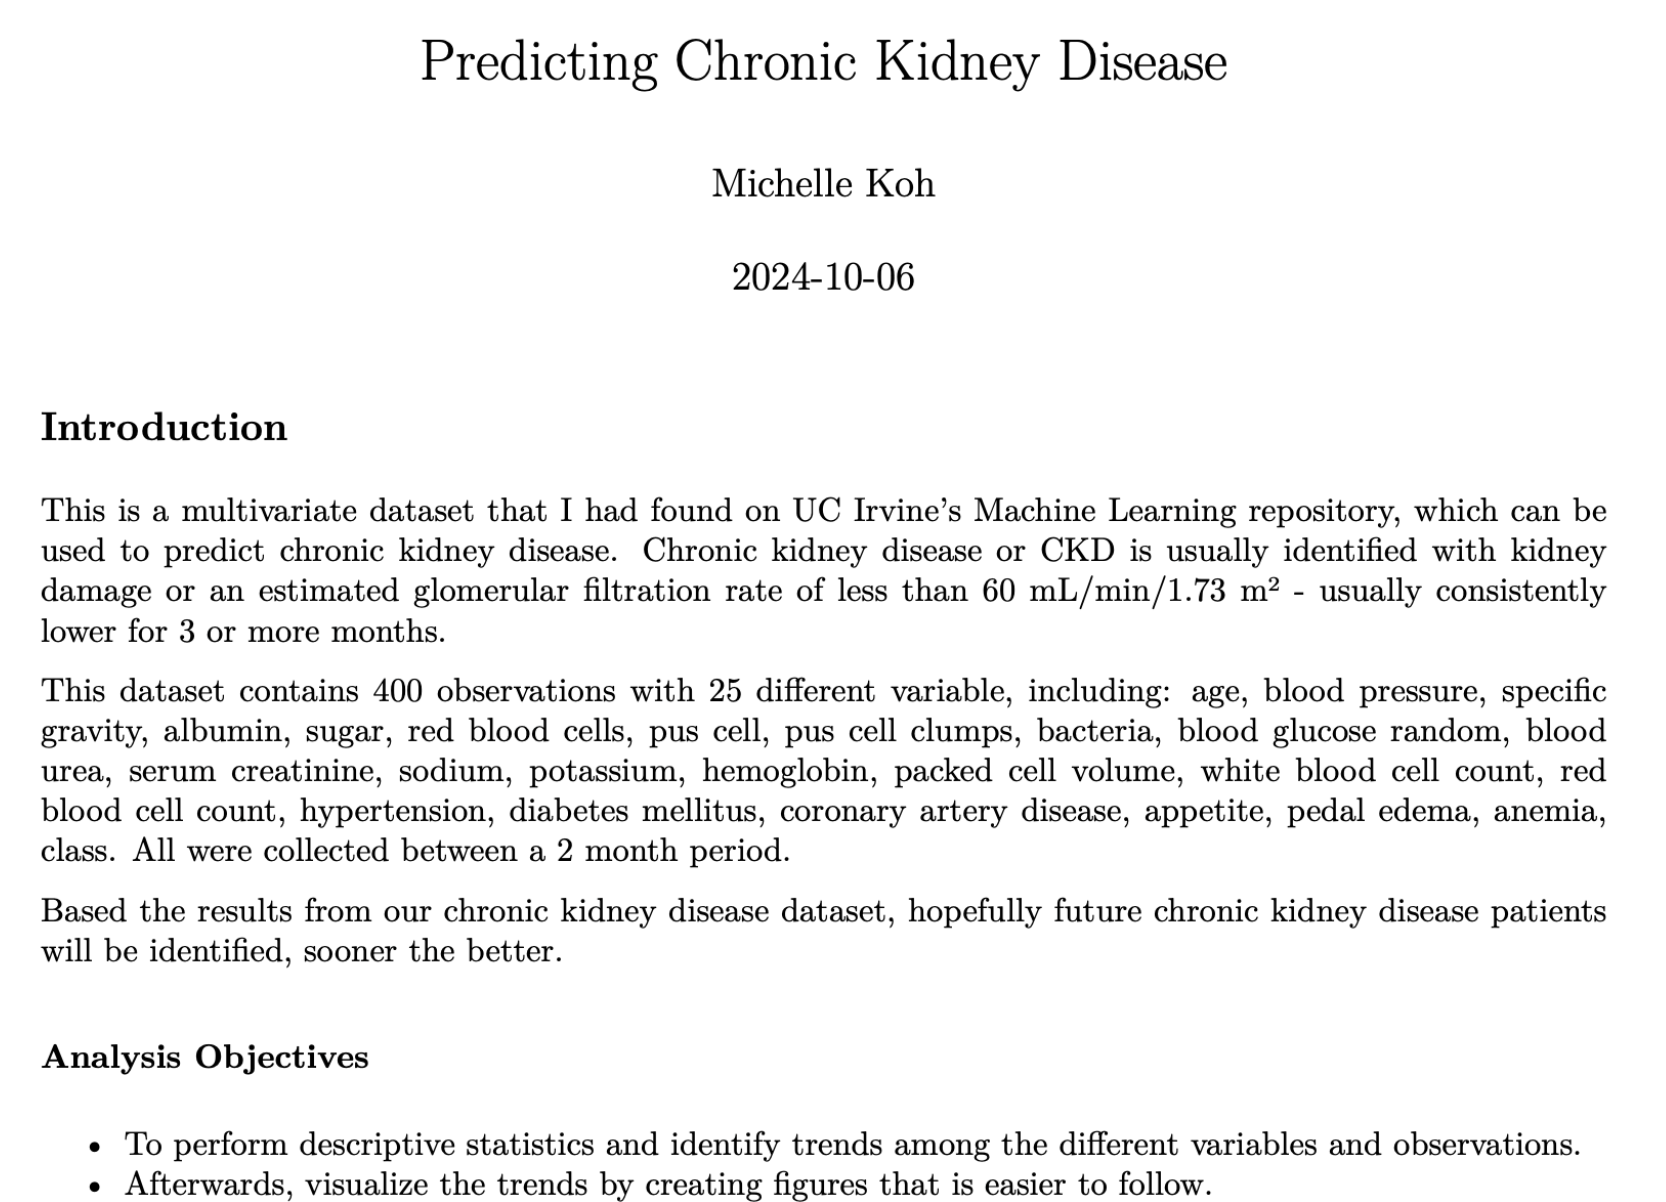 Predicting Chronic Kidney Disease
Michelle Koh
2024-10-06
Introduction
This is a multivariate dataset that I had found on UC Irvine’s Machine Learning repository, which can be
used to predict chronic kidney disease. Chronic kidney disease or CKD is usually identified with kidney
damage or an estimated glomerular filtration rate of less than 60 mL/min/1.73 m² - usually consistently
lower for 3 or more months.
This dataset contains 400 observations with 25 different variable, including: age, blood pressure, specific
gravity, albumin, sugar, red blood cells, pus cell, pus cell clumps, bacteria, blood glucose random, blood
urea, serum creatinine, sodium, potassium, hemoglobin, packed cell volume, white blood cell count, red
blood cell count, hypertension, diabetes mellitus, coronary artery disease, appetite, pedal edema, anemia,
class. All were collected between a 2 month period.
Based the results from our chronic kidney disease dataset, hopefully future chronic kidney disease patients
will be identified, sooner the better.
Analysis Objectives
• To perform descriptive statistics and identify trends among the different variables and observations.
• Afterwards, visualize the trends by creating figures that is easier to follow.